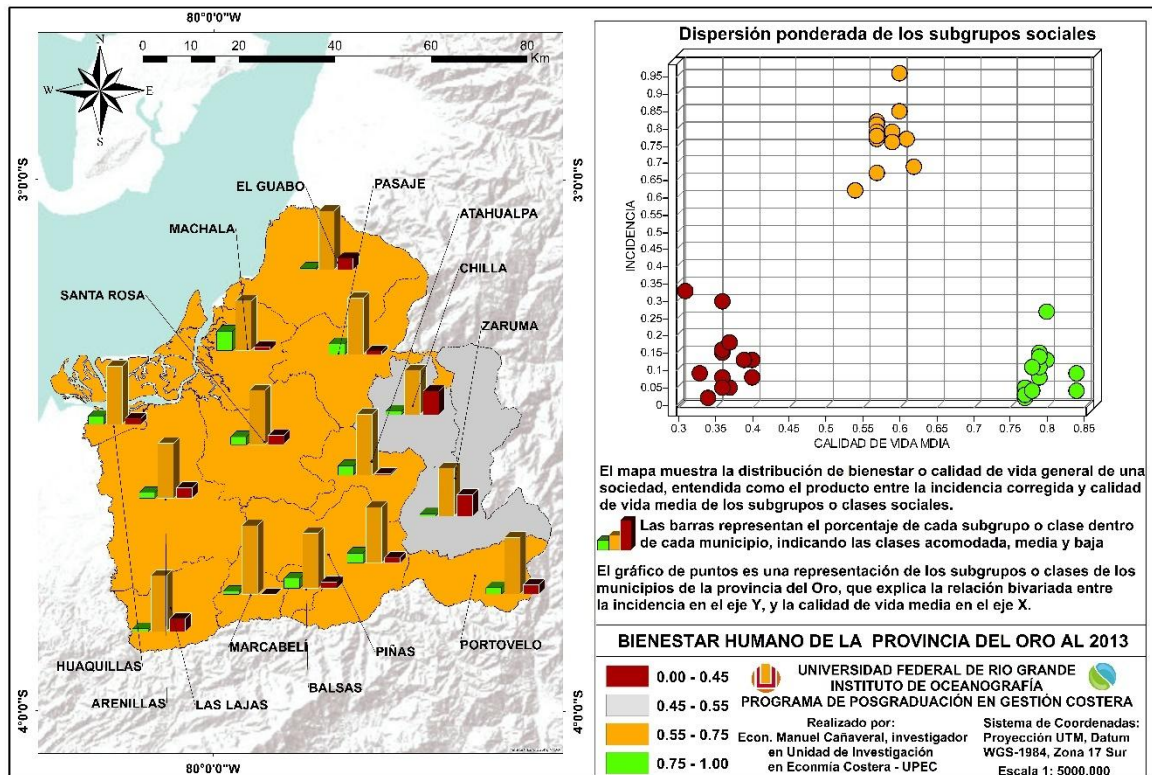 80°0'0"W
0 10 20 40 60 80
Km
N
W E
S
3°0'0"S
3°0'0"S
EL GUABO
PASAJE
ATAHUALPA
MACHALA
CHILLA
SANTA ROSA
ZARUMA
HUAQUILLAS
MARCABELÍ
PIÑAS
PORTOVELO
BALSAS
ARENILLAS
LAS LAJAS
4°0'0"S
4°0'0"S
80°0'0"W
Dispersión ponderada de los subgrupos sociales
INCIDENCIA
0.95
0.9
0.85
0.8
0.75
0.7
0.65
0.6
0.55
0.5
0.45
0.4
0.35
0.3
0.25
0.2
0.15
0.1
0.05
0
0.3 0.35 0.4 0.45 0.5 0.55 0.6 0.65 0.7 0.75 0.8 0.85
CALIDAD DE VIDA MDIA
El mapa muestra la distribución de bienestar o calidad de vida general de una
sociedad, entendida como el producto entre la incidencia corregida y calidad
de vida media de los subgrupos o clases sociales.
Las barras representan el porcentaje de cada subgrupo o clase dentro
de cada municipio, indicando las clases acomodada, media y baja
El gráfico de puntos es una representación de los subgrupos o clases de los
municipios de la provincia del Oro, que explica la relación bivariada entre
la incidencia en el eje Y, y la calidad de vida media en el eje X.
BIENESTAR HUMANO DE LA PROVINCIA DEL ORO AL 2013
0.00 - 0.45
0.45 - 0.55
0.55 - 0.75
0.75 - 1.00
UNIVERSIDAD FEDERAL DE RIO GRANDE
INSTITUTO DE OCEANOGRAFÍA
PROGRAMA DE POSGRADUACIÓN EN GESTIÓN COSTERA
Realizado por:
Econ. Manuel Cañaveral, investigador
en Unidad de Investigación
en Econmía Costera - UPEC
Sistema de Coordenadas:
Proyección UTM, Datum
WGS-1984, Zona 17 Sur
Escala 1: 5000.000